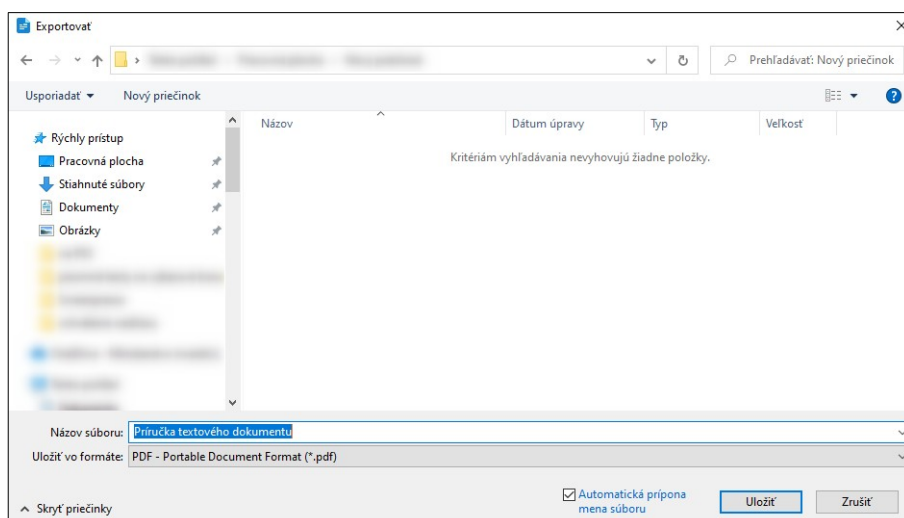 Exportovať
Prehľadávať: Nový priečinok
Usporiadať Nový priečinok
Názov Dátum úpravy Typ Veľkosť
Kritériám vyhľadávania nevyhovujú žiadne položky.
Rýchly prístup
Pracovná plocha
Stiahnuté súbory
Dokumenty
Obrázky
Názov súboru: Príručka textového dokumentu
Uložiť vo formáte: PDF - Portable Document Format (*.pdf)
Automatická prípona
mena súboru
Uložiť Zrušiť
Skryť priečinky